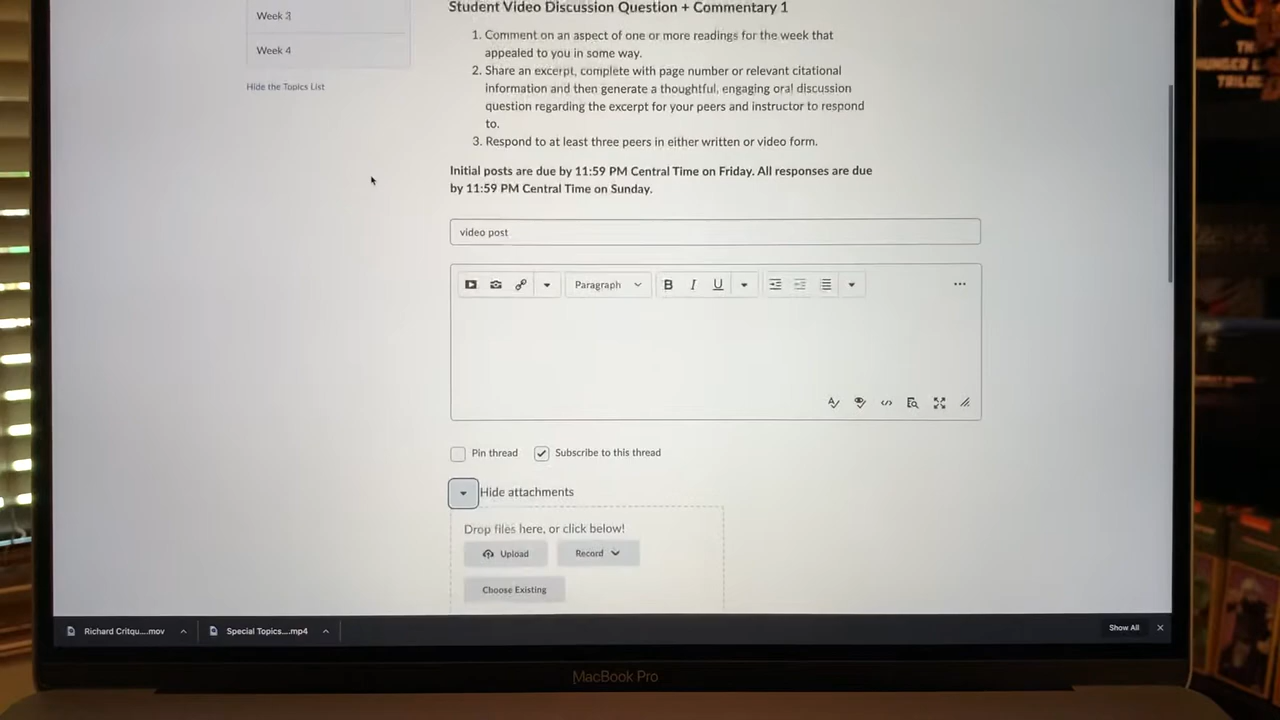 Week 3
Week 4
Hide the Topics List
Student Video Discussion Question + Commentary 1
1. Comment on an aspect of one or more readings for the week that
appealed to you in some way.
2. Share an excerpt, complete with page number or relevant citational
information and then generate a thoughtful, engaging oral discussion
question regarding the excerpt for your peers and instructor to respond
to.
3. Respond to at least three peers in either written or video form.
Initial posts are due by 11:59 PM Central Time on Friday. All responses are due
by 11:59 PM Central Time on Sunday.
video post
Paragraph
B I U
Pin thread
Subscribe to this thread
Hide attachments
Drop files here, or click below!
Upload
Record
Choose Existing
Richard Critqu....mov
Special Topics....mp4
Show All
MacBook Pro
THE
HUNGER
TRILOGY